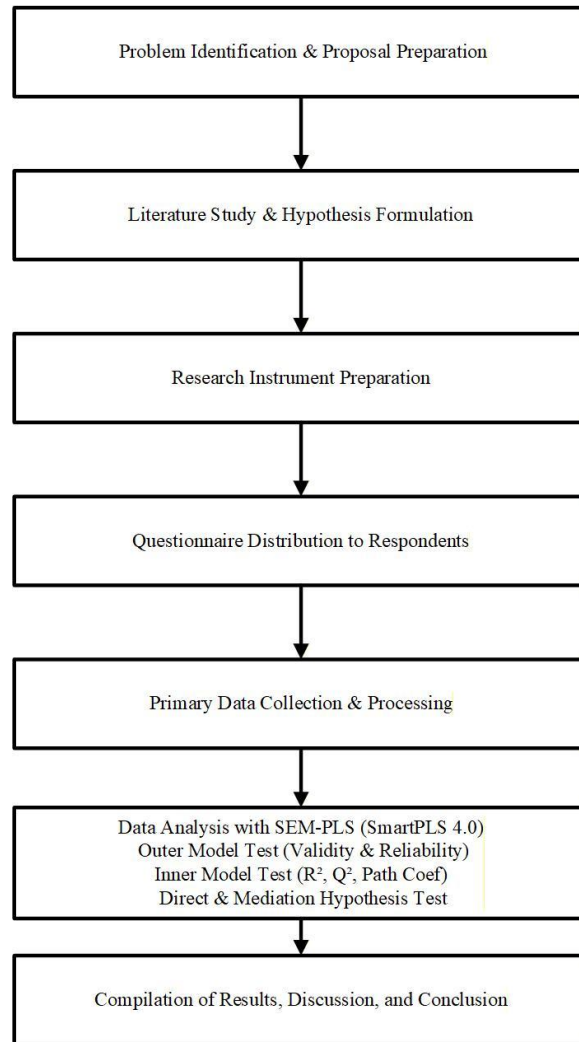 Problem Identification & Proposal Preparation
Literature Study & Hypothesis Formulation
Research Instrument Preparation
Questionnaire Distribution to Respondents
Primary Data Collection & Processing
Data Analysis with SEM-PLS (SmartPLS 4.0)
Outer Model Test (Validity & Reliability)
Inner Model Test (R², Q², Path Coef)
Direct & Mediation Hypothesis Test
Compilation of Results, Discussion, and Conclusion